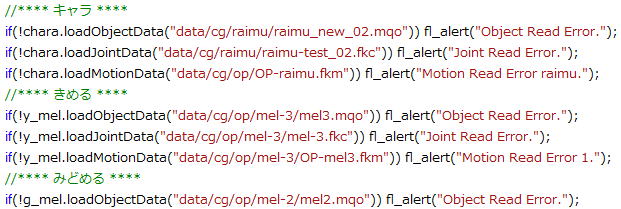 //**** キャラ ****
if(!chara.loadObjectData("data/cg/raimu/raimu_new_02.mqo")) fl_alert("Object Read Error.");
if(!chara.loadJointData("data/cg/raimu/raimu-test_02.fkc")) fl_alert("Joint Read Error.");
if(!chara.loadMotionData("data/cg/op/OP-raimu.fkm")) fl_alert("Motion Read Error raimu.");
//**** きめる ****
if(!y_mel.loadObjectData("data/cg/op/mel-3/mel3.mqo")) fl_alert("Object Read Error.");
if(!y_mel.loadJointData("data/cg/op/mel-3/mel-3.fkc")) fl_alert("Joint Read Error.");
if(!y_mel.loadMotionData("data/cg/op/mel-3/OP-mel3.fkm")) fl_alert("Motion Read Error 1.");
//**** みどめる ****
if(!g_mel.loadObjectData("data/cg/op/mel-2/mel2.mqo")) fl_alert("Object Read Error.");